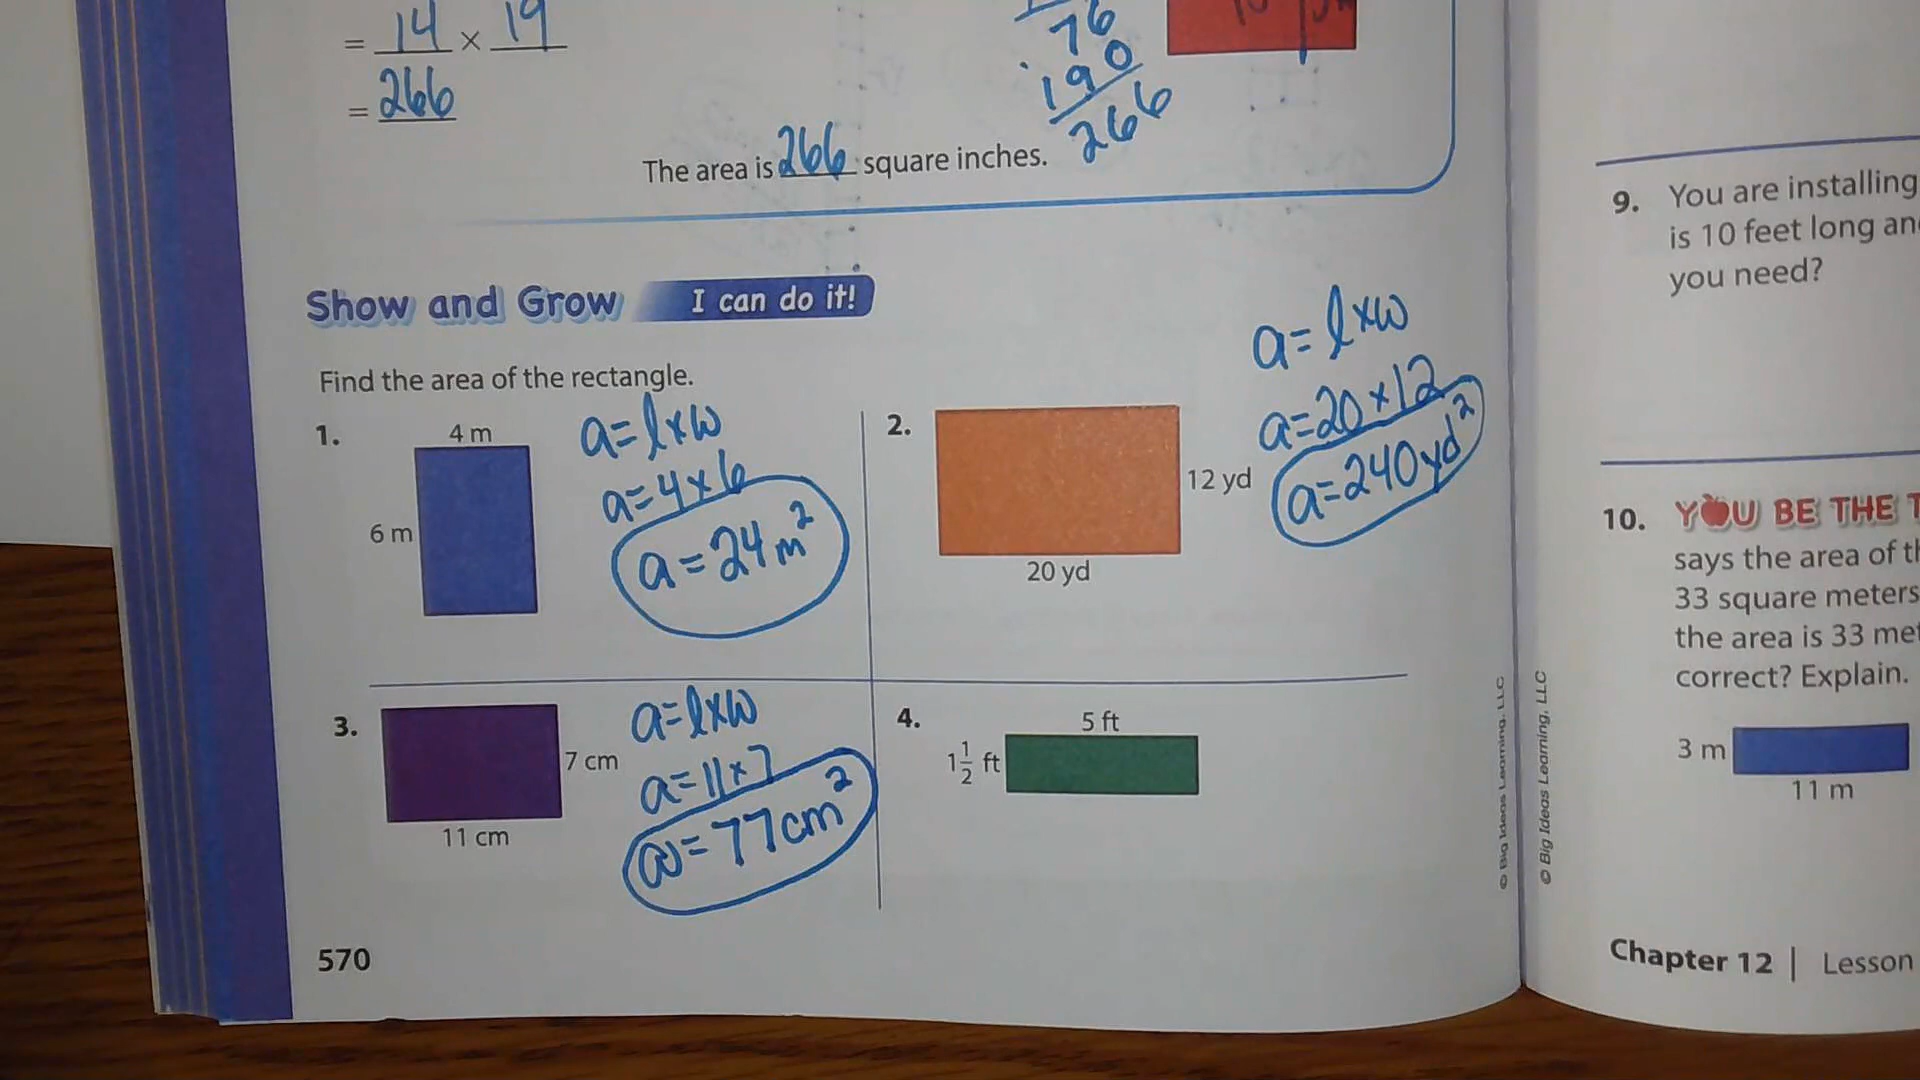 = 14 × 19
= 266
76
190
266
The area is 266 square inches.
Show and Grow I can do it!
Find the area of the rectangle.
1.
4 m
6 m
a = l x w
a = 4 x 6
a = 24 m²
2.
12 yd
20 yd
a = l x w
a = 20 x 12
a = 240 yd²
3.
7 cm
11 cm
a = l x w
a = 11 x 7
a = 77 cm²
4.
5 ft
1 1/2 ft
570
© Big Ideas Learning, LLC
© Big Ideas Learning, LLC
9. You are installing
is 10 feet long an
you need?
10. YOU BE THE T
says the area of th
33 square meters
the area is 33 met
correct? Explain.
3 m
11 m
Chapter 12 | Lesson